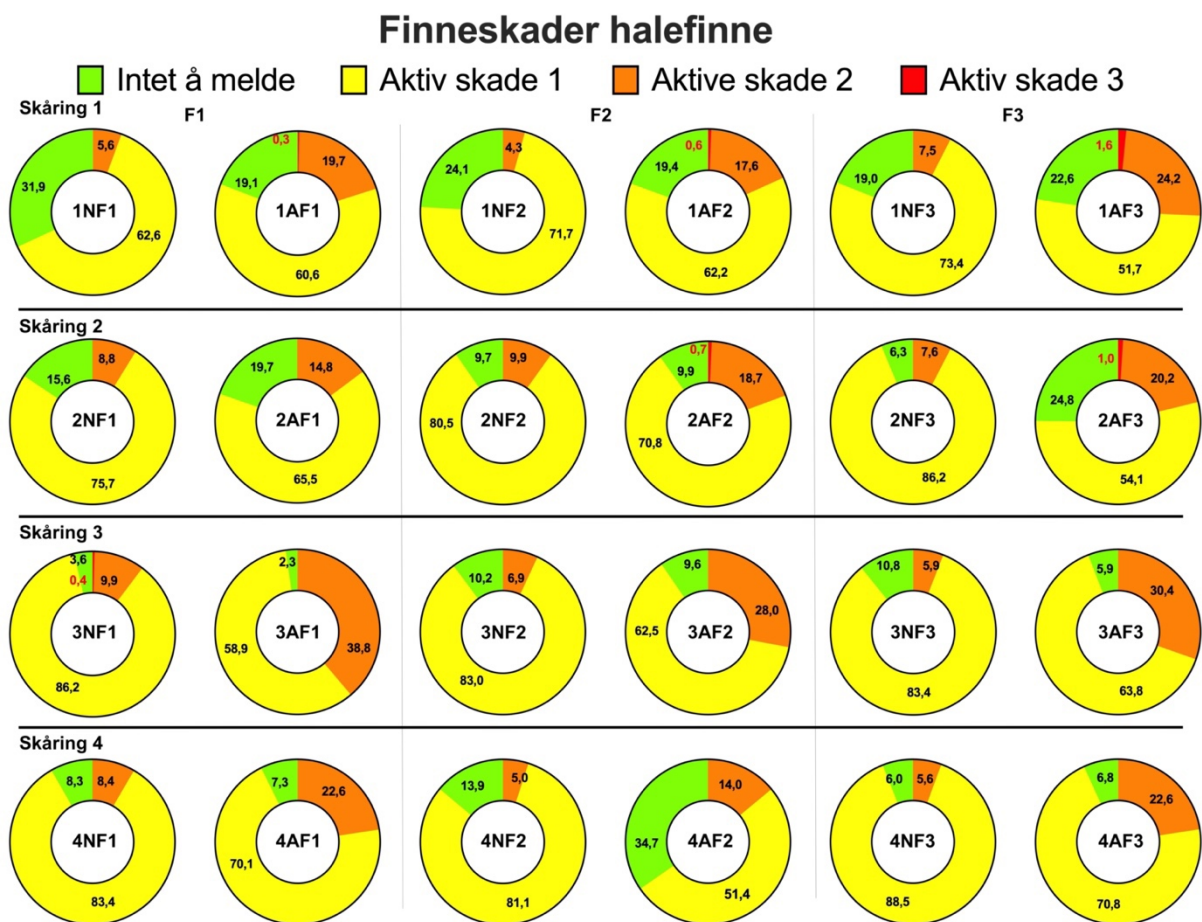 Finneskader halefinne
Intet å melde Aktiv skade 1 Aktive skade 2 Aktiv skade 3
Skåring 1
F1 F2 F3
31,9 5,6 62,6 1NF1
0,3 19,1 19,7 60,6 1AF1
24,1 4,3 71,7 1NF2
0,6 19,4 17,6 62,2 1AF2
19,0 7,5 73,4 1NF3
1,6 22,6 24,2 51,7 1AF3
Skåring 2
15,6 8,8 75,7 2NF1
19,7 14,8 65,5 2AF1
9,7 9,9 80,5 2NF2
0,7 9,9 18,7 70,8 2AF2
6,3 7,6 86,2 2NF3
1,0 24,8 20,2 54,1 2AF3
Skåring 3
3,6 0,4 9,9 86,2 3NF1
2,3 58,9 38,8 3AF1
10,2 6,9 83,0 3NF2
9,6 28,0 62,5 3AF2
10,8 5,9 83,4 3NF3
5,9 30,4 63,8 3AF3
Skåring 4
8,3 8,4 83,4 4NF1
7,3 22,6 70,1 4AF1
13,9 5,0 81,1 4NF2
34,7 14,0 51,4 4AF2
6,0 5,6 88,5 4NF3
6,8 22,6 70,8 4AF3